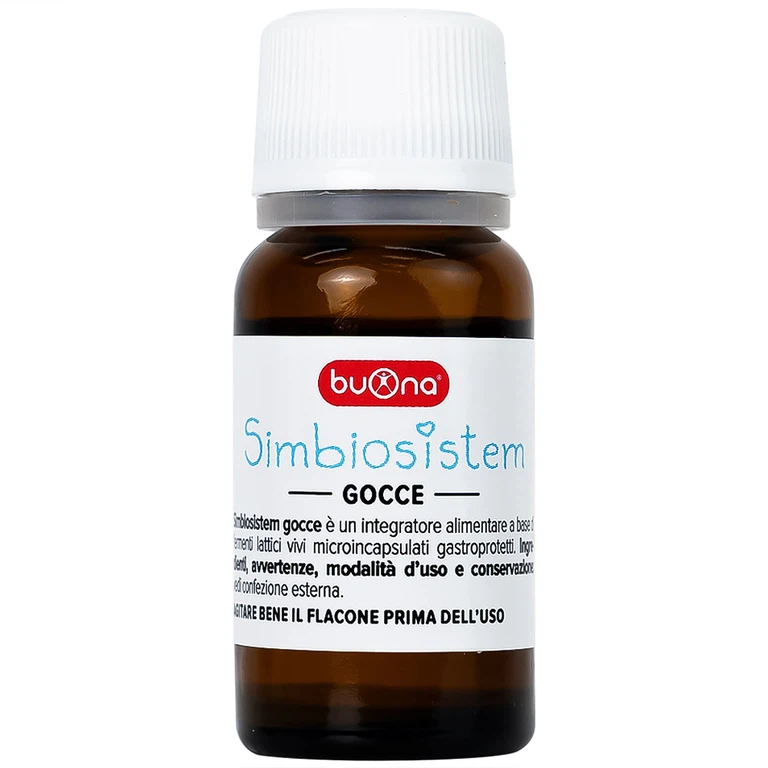 buona®
Simbiosistem
GOCCE
Simbiosistem gocce è un integratore alimentare a base d
fermenti lattici vivi microincapsulati gastroprotetti. Ingre-
dienti, avvertenze, modalità d'uso e conservazione:
vedi confezione esterna.
AGITARE BENE IL FLACONE PRIMA DELL'USO